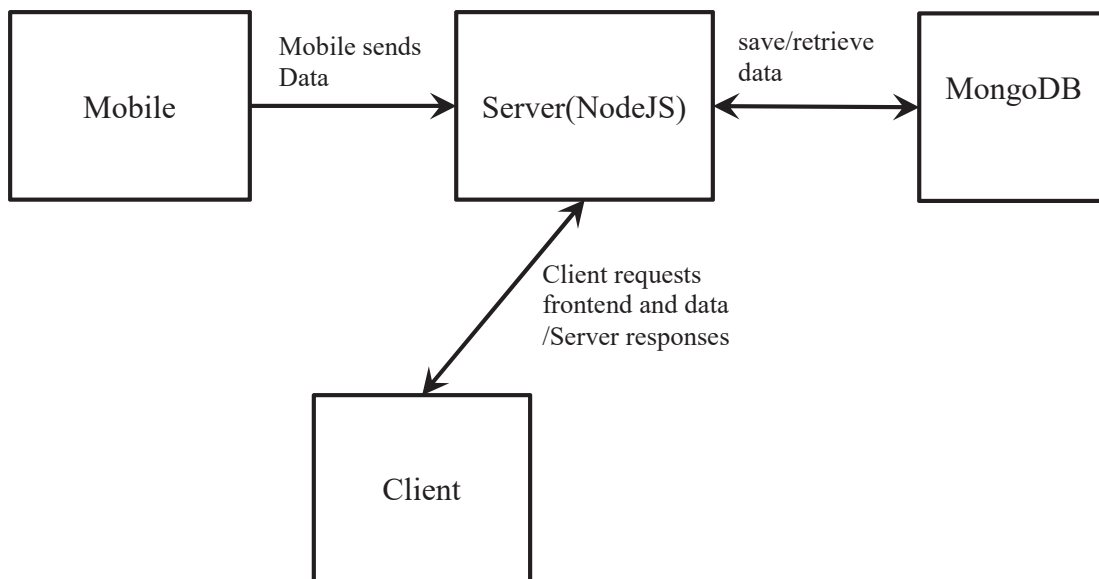 Mobile
Mobile sends
Data
Server(NodeJS)
save/retrieve
data
MongoDB
Client requests
frontend and data
/Server responses
Client